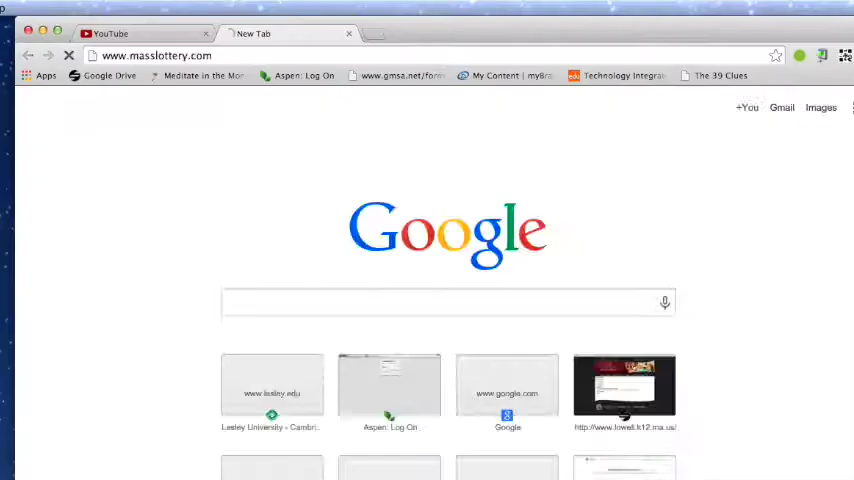 p
YouTube
New Tab
www.masslottery.com
Apps Google Drive Meditate in the Mor Aspen: Log On www.gmsa.net/form My Content | myBra Technology Integrat The 39 Clues
+You Gmail Images
Google
www.lesley.edu www.google.com
Lesley University - Cambri... Aspen: Log On Google http://www.lowell.k12.ma.us/